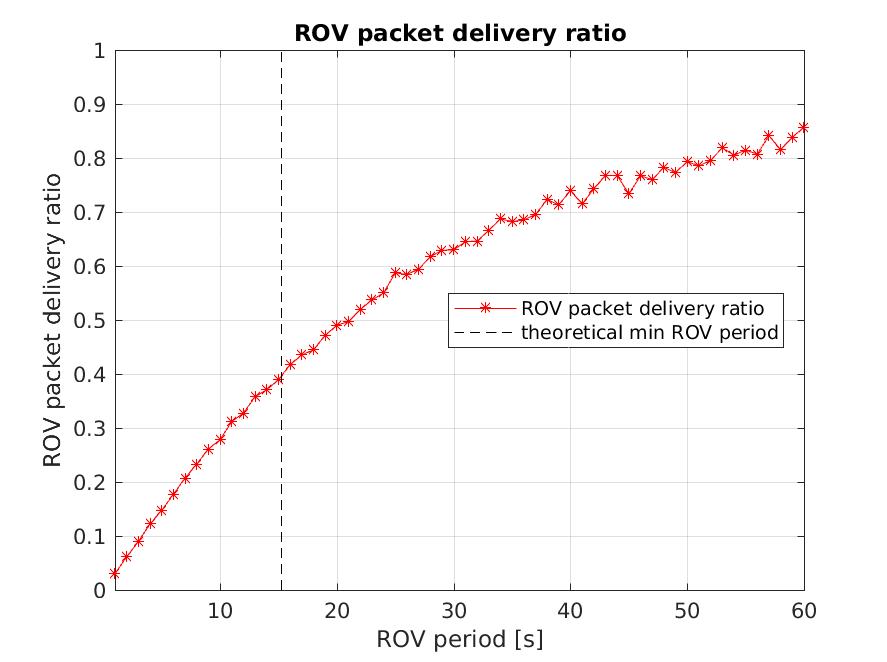 ROV packet delivery ratio
1
0.9
0.8
0.7
0.6
0.5
0.4
0.3
0.2
0.1
0
ROV packet delivery ratio
ROV packet delivery ratio
theoretical min ROV period
10 20 30 40 50 60
ROV period [s]